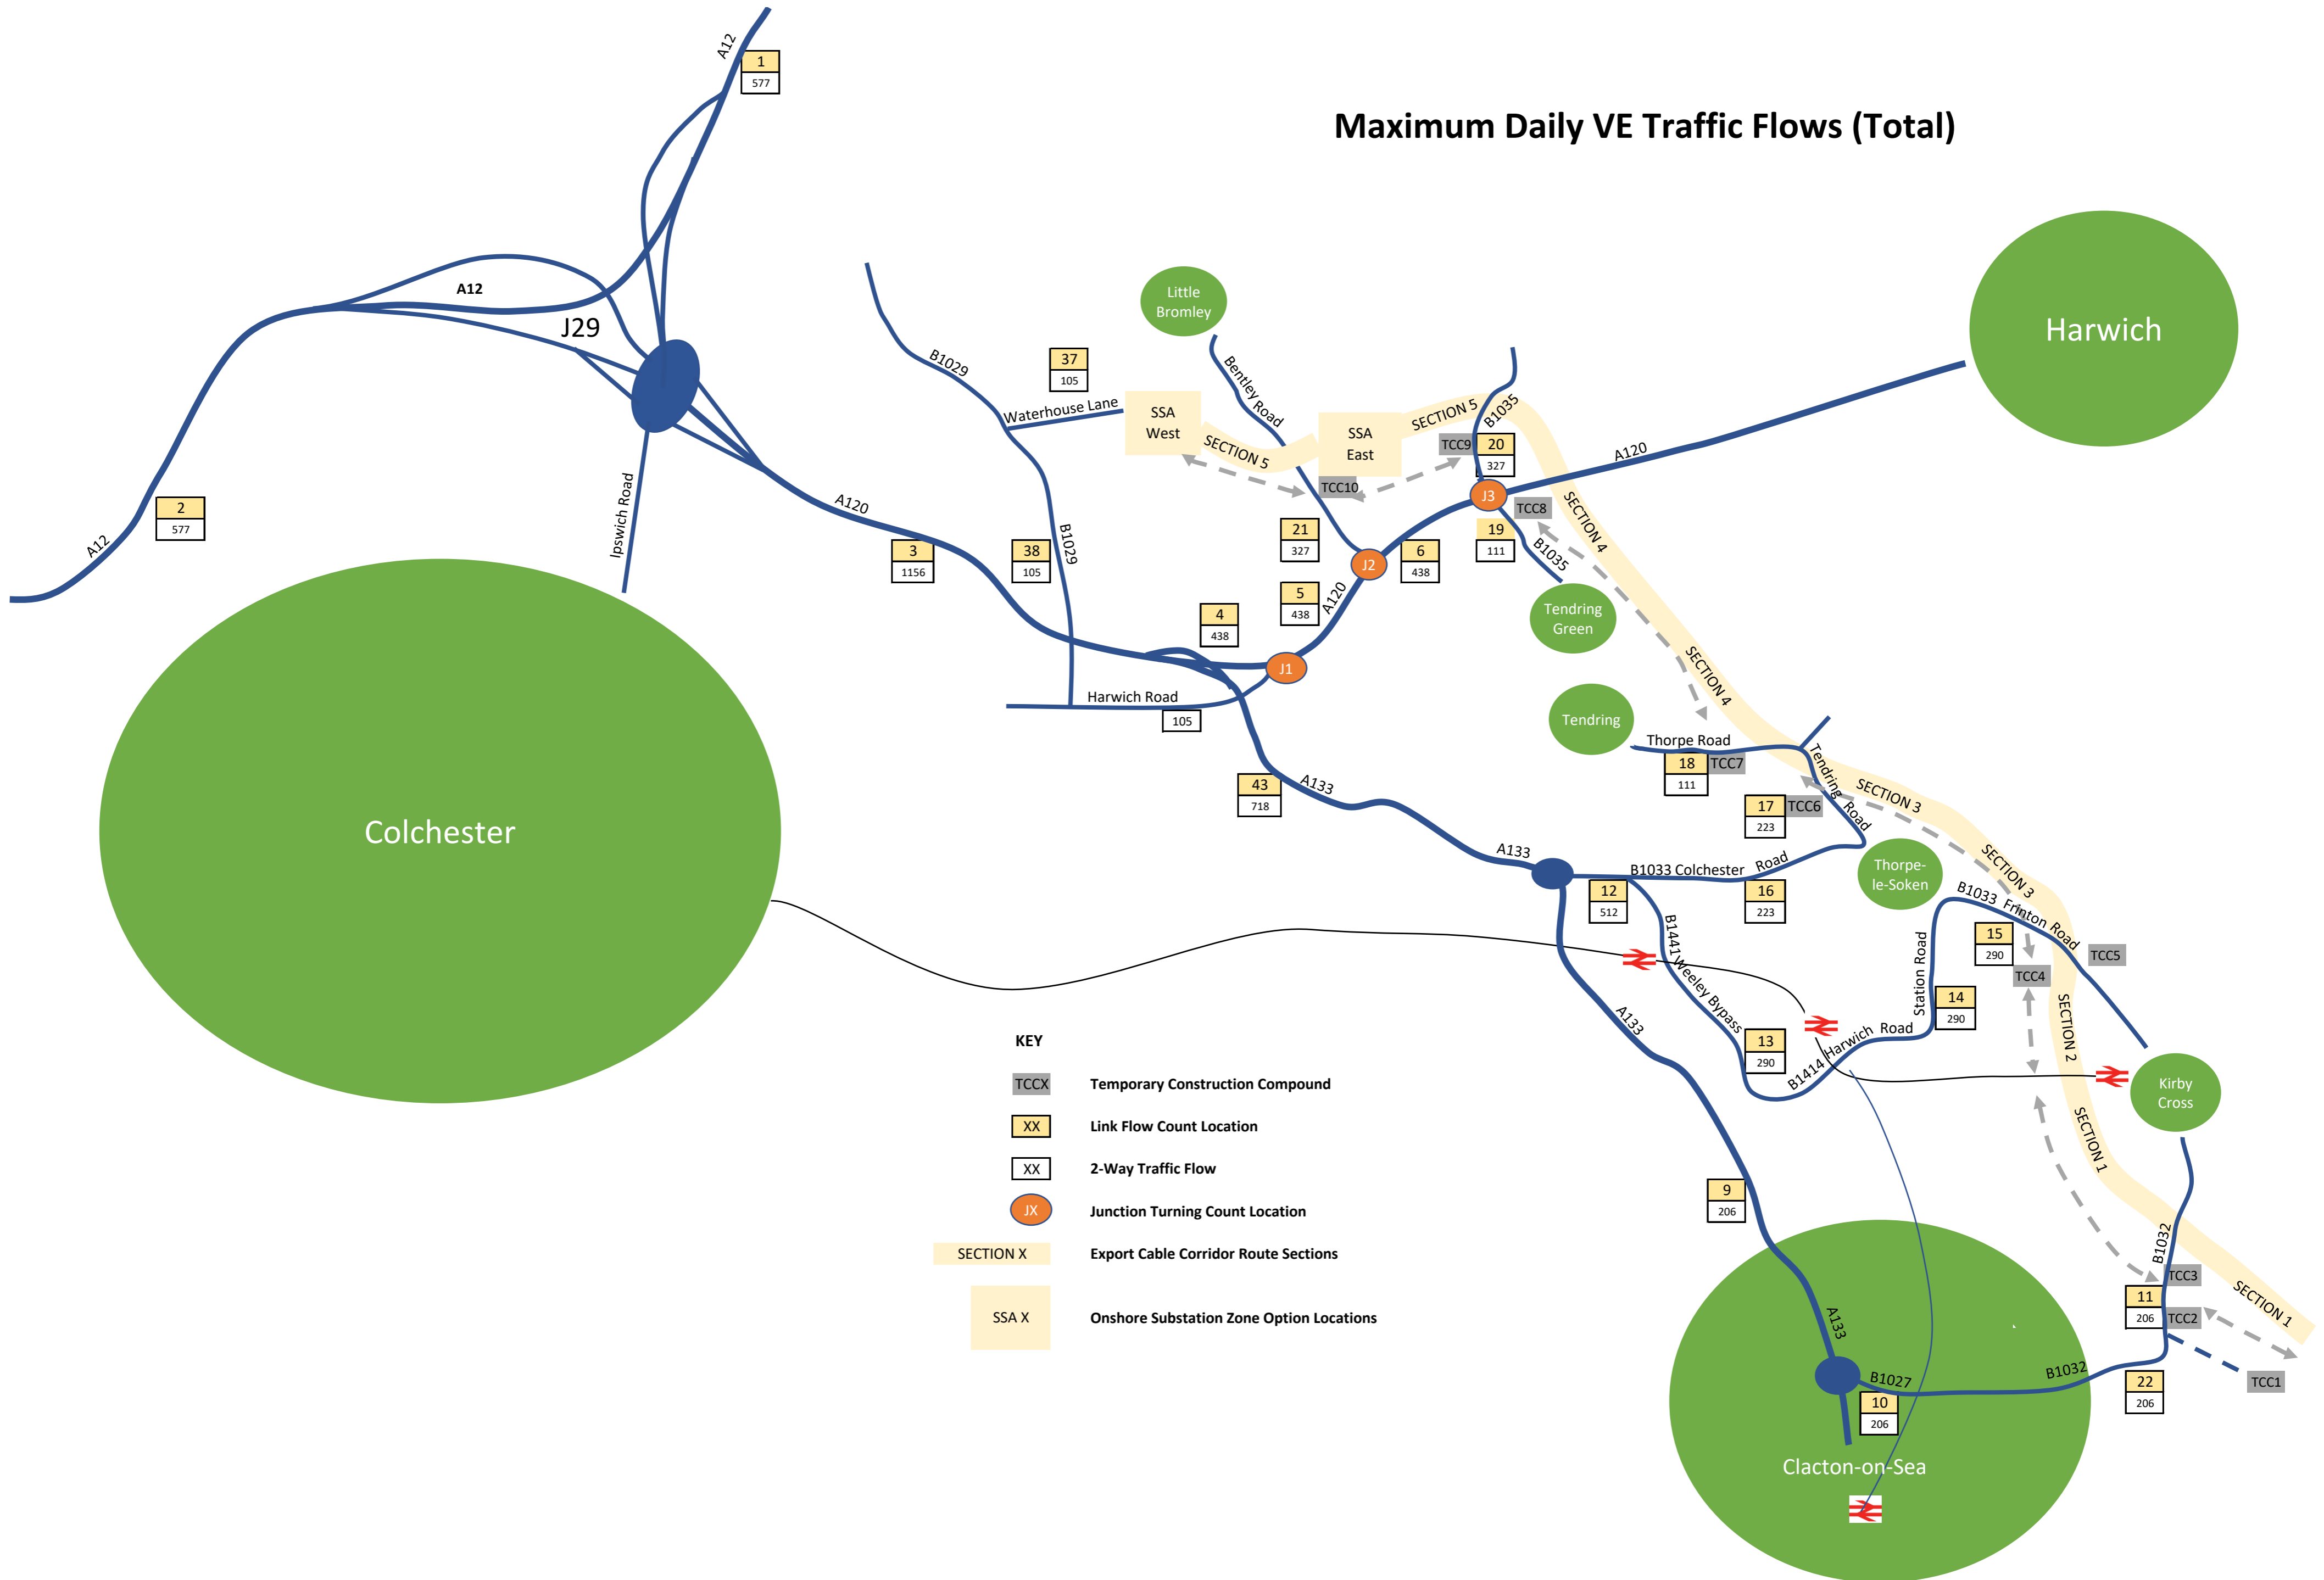 Maximum Daily VE Traffic Flows (Total)
A12
1
577
A12
J29
2
577
A12
Ipswich Road
A120
3
1156
38
105
B1029
B1029
37
105
Waterhouse Lane
Little
Bromley
Bentley Road
SSA
West
SECTION 5
SSA
East
SECTION 5
TCC10
TCC9
B1035
20
327
J3
TCC8
A120
Harwich
SECTION 4
21
327
J2
6
438
19
111
B1035
Tendring
Green
5
438
A120
4
438
J1
Harwich Road
105
SECTION 4
Tendring
Thorpe Road
18
111
TCC7
Tendring Road
17
223
TCC6
SECTION 3
43
718
A133
Colchester
A133
B1033 Colchester Road
12
512
16
223
Thorpe-
le-Soken
SECTION 3
B1033 Frinton Road
15
290
TCC5
TCC4
B1441 Weeley Bypass
Station Road
14
290
SECTION 2
A133
13
290
B1414 Harwich Road
Kirby
Cross
SECTION 1
9
206
B1032
TCC3
11
206
TCC2
SECTION 1
A133
B1027
B1032
TCC1
10
206
22
206
Clacton-on-Sea
KEY
TCCX
Temporary Construction Compound
XX
Link Flow Count Location
XX
2-Way Traffic Flow
JX
Junction Turning Count Location
SECTION X
Export Cable Corridor Route Sections
SSA X
Onshore Substation Zone Option Locations